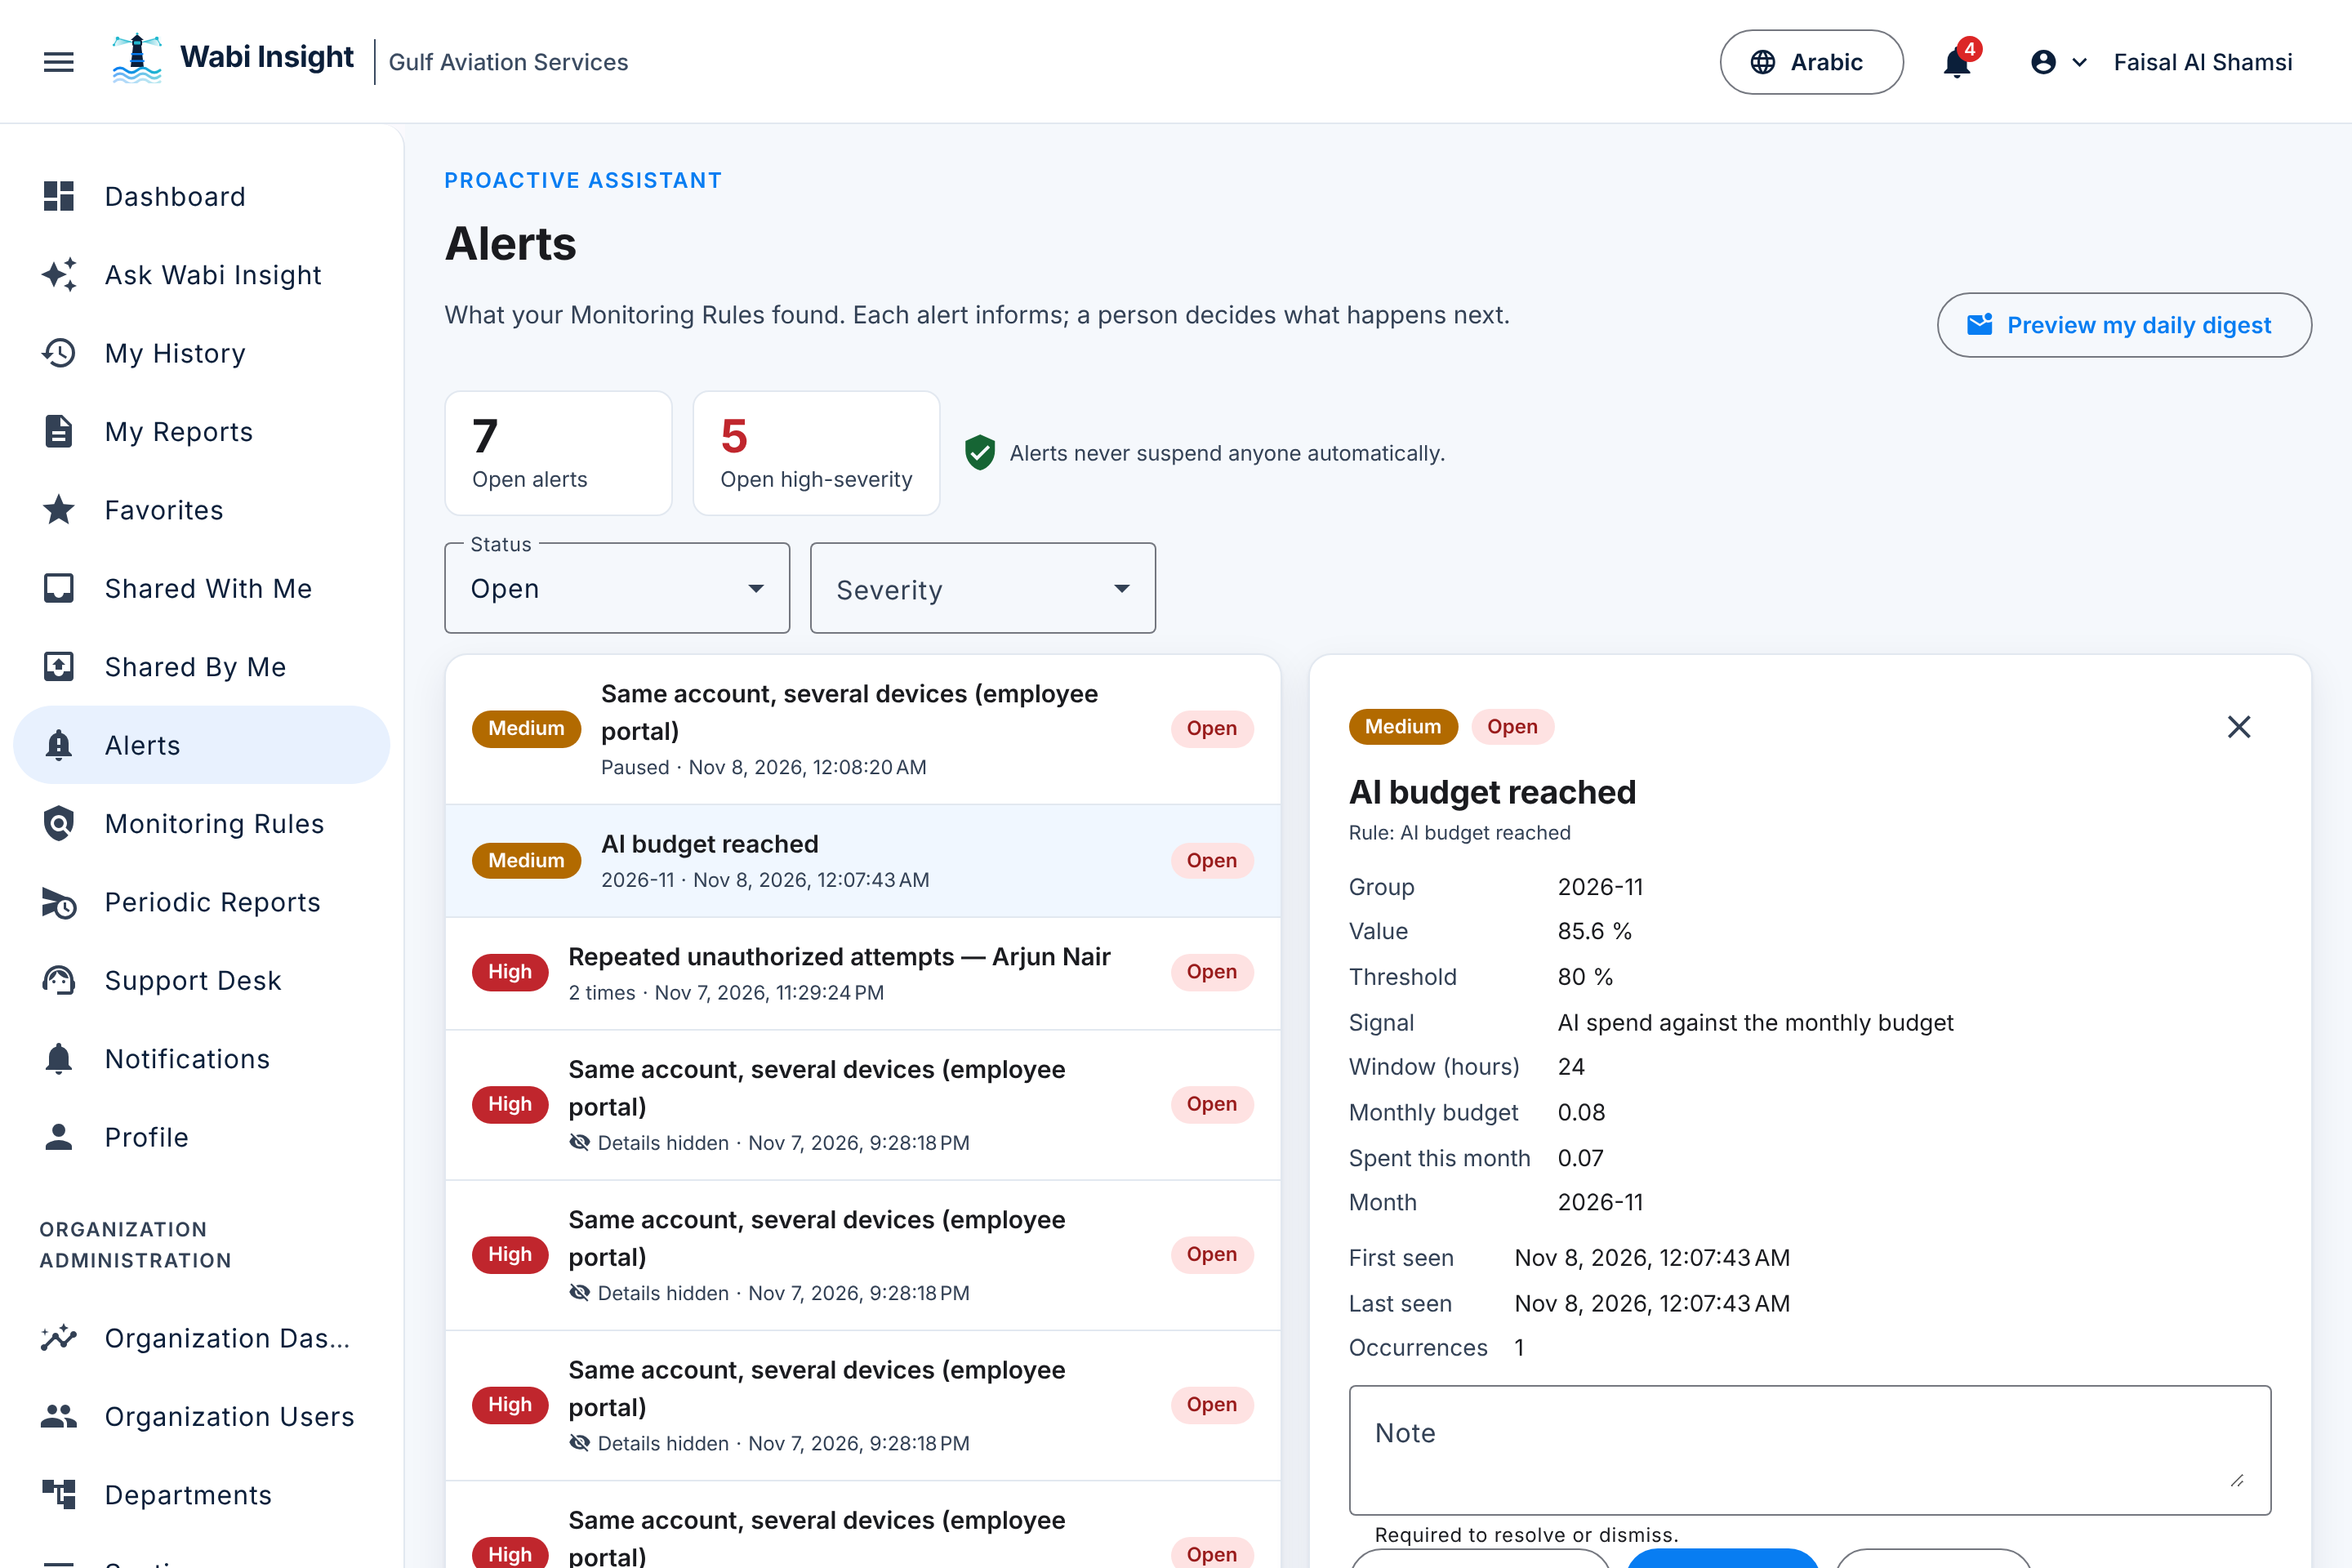 Wabi Insight
Gulf Aviation Services
Arabic
4
Faisal Al Shamsi
Dashboard
Ask Wabi Insight
My History
My Reports
Favorites
Shared With Me
Shared By Me
Alerts
Monitoring Rules
Periodic Reports
Support Desk
Notifications
Profile
ORGANIZATION
ADMINISTRATION
Organization Das...
Organization Users
Departments
PROACTIVE ASSISTANT
Alerts
What your Monitoring Rules found. Each alert informs; a person decides what happens next.
Preview my daily digest
7
Open alerts
5
Open high-severity
Alerts never suspend anyone automatically.
Status
Open
Severity
Medium
Same account, several devices (employee
portal)
Paused · Nov 8, 2026, 12:08:20 AM
Open
Medium
AI budget reached
2026-11 · Nov 8, 2026, 12:07:43 AM
Open
High
Repeated unauthorized attempts — Arjun Nair
2 times · Nov 7, 2026, 11:29:24 PM
Open
High
Same account, several devices (employee
portal)
Details hidden · Nov 7, 2026, 9:28:18 PM
Open
High
Same account, several devices (employee
portal)
Details hidden · Nov 7, 2026, 9:28:18 PM
Open
High
Same account, several devices (employee
portal)
Details hidden · Nov 7, 2026, 9:28:18 PM
Open
High
Same account, several devices (employee
portal)
Open
Medium
Open
AI budget reached
Rule: AI budget reached
Group 2026-11
Value 85.6 %
Threshold 80 %
Signal AI spend against the monthly budget
Window (hours) 24
Monthly budget 0.08
Spent this month 0.07
Month 2026-11
First seen Nov 8, 2026, 12:07:43 AM
Last seen Nov 8, 2026, 12:07:43 AM
Occurrences 1
Note
Required to resolve or dismiss.